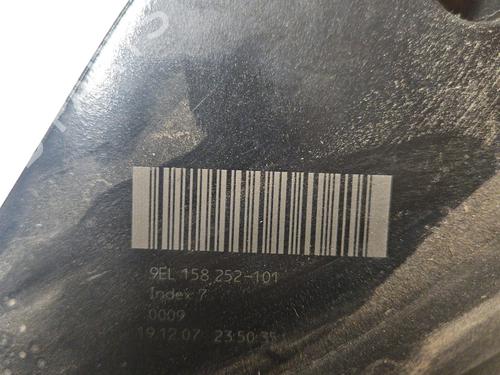 9EL 158 252-101
Index 7
0009
19.12.07 23:50:35